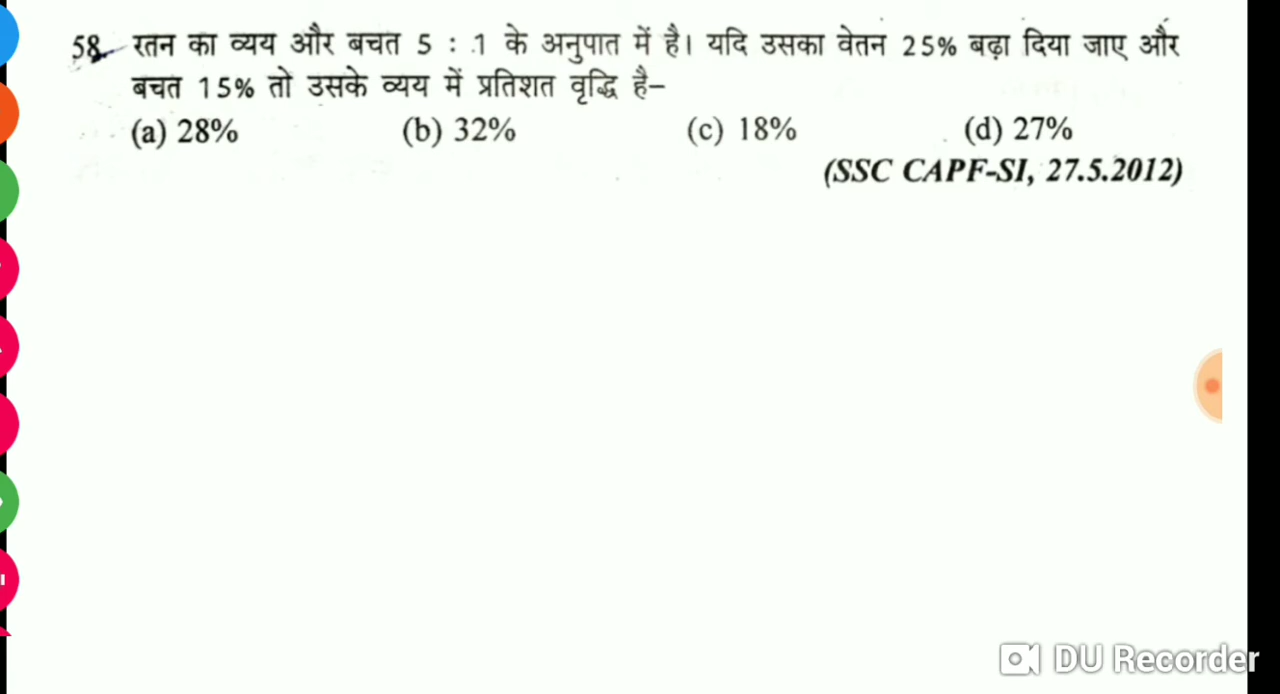 58. रतन का व्यय और बचत 5 : 1 के अनुपात में है। यदि उसका वेतन 25% बढ़ा दिया जाए और
बचत 15% तो उसके व्यय में प्रतिशत वृद्धि है–
(a) 28% (b) 32% (c) 18% (d) 27%
(SSC CAPF-SI, 27.5.2012)
DU Recorder